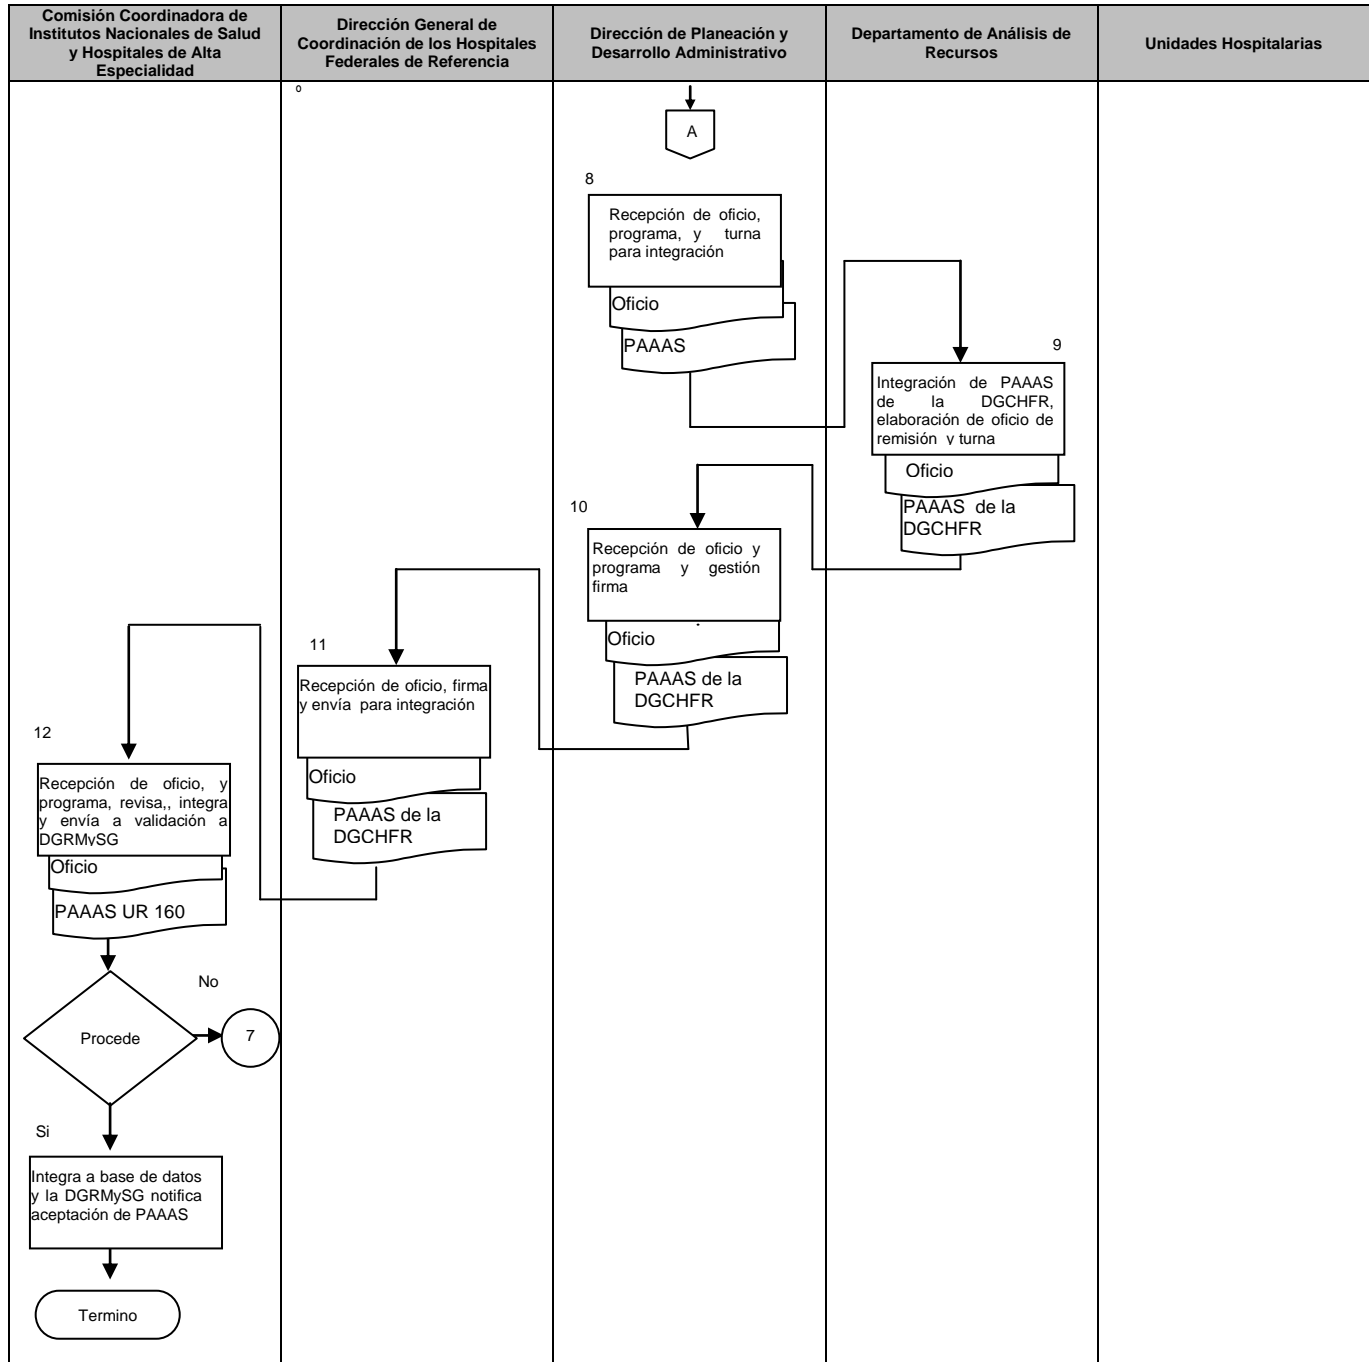 Comisión Coordinadora de
Institutos Nacionales de Salud
y Hospitales de Alta
Especialidad
Dirección General de
Coordinación de los Hospitales
Federales de Referencia
Dirección de Planeación y
Desarrollo Administrativo
Departamento de Análisis de
Recursos
Unidades Hospitalarias
o
A
8
Recepción de oficio,
programa, y turna
para integración
Oficio
PAAAS
9
Integración de PAAAS
de la DGCHFR,
elaboración de oficio de
remisión y turna
Oficio
PAAAS de la
DGCHFR
10
Recepción de oficio y
programa y gestión
firma
.
Oficio
PAAAS de la
DGCHFR
11
Recepción de oficio, firma
y envía para integración
Oficio
PAAAS de la
DGCHFR
12
Recepción de oficio, y
programa, revisa,, integra
y envía a validación a
DGRMySG
Oficio
PAAAS UR 160
Procede
No
7
Si
Integra a base de datos
y la DGRMySG notifica
aceptación de PAAAS
Termino